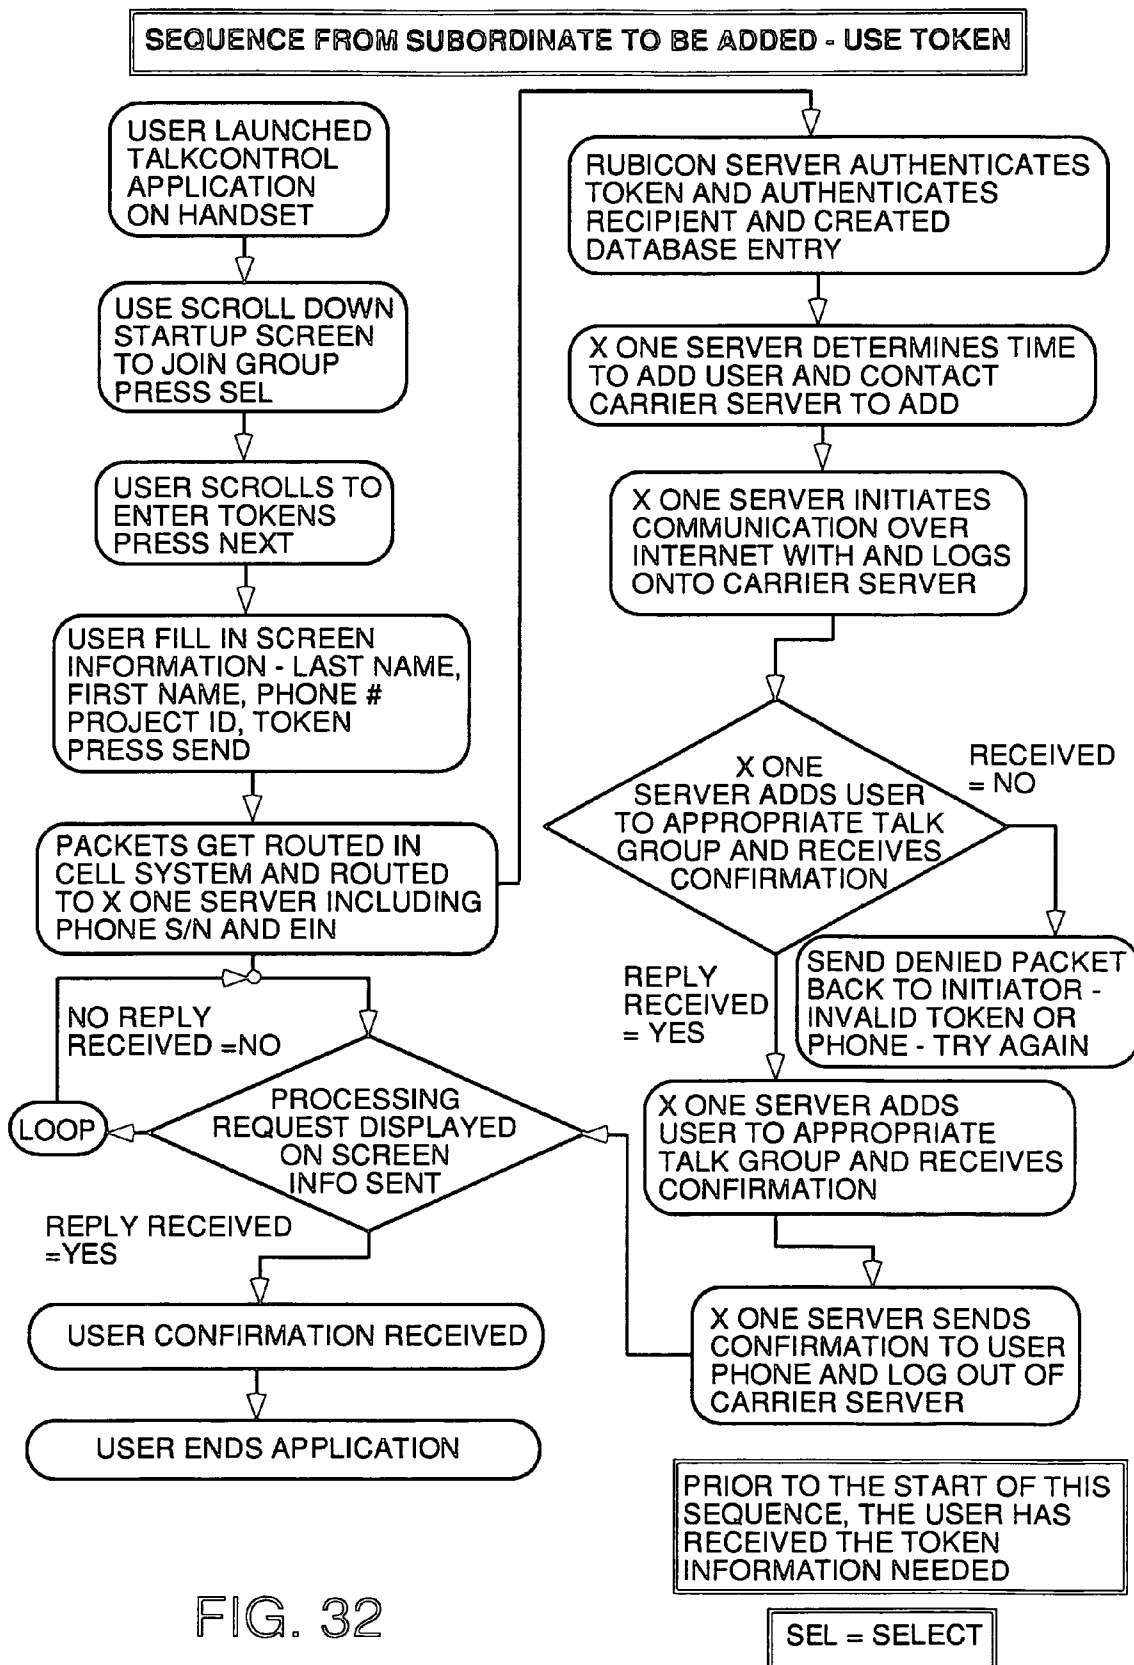 SEQUENCE FROM SUBORDINATE TO BE ADDED - USE TOKEN
USER LAUNCHED
TALKCONTROL
APPLICATION
ON HANDSET
USE SCROLL DOWN
STARTUP SCREEN
TO JOIN GROUP
PRESS SEL
USER SCROLLS TO
ENTER TOKENS
PRESS NEXT
USER FILL IN SCREEN
INFORMATION - LAST NAME,
FIRST NAME, PHONE #
PROJECT ID, TOKEN
PRESS SEND
PACKETS GET ROUTED IN
CELL SYSTEM AND ROUTED
TO X ONE SERVER INCLUDING
PHONE S/N AND EIN
NO REPLY
RECEIVED =NO
LOOP
PROCESSING
REQUEST DISPLAYED
ON SCREEN
INFO SENT
REPLY RECEIVED
=YES
USER CONFIRMATION RECEIVED
USER ENDS APPLICATION
RUBICON SERVER AUTHENTICATES
TOKEN AND AUTHENTICATES
RECIPIENT AND CREATED
DATABASE ENTRY
X ONE SERVER DETERMINES TIME
TO ADD USER AND CONTACT
CARRIER SERVER TO ADD
X ONE SERVER INITIATES
COMMUNICATION OVER
INTERNET WITH AND LOGS
ONTO CARRIER SERVER
X ONE
SERVER ADDS USER
TO APPROPRIATE TALK
GROUP AND RECEIVES
CONFIRMATION
RECEIVED
= NO
SEND DENIED PACKET
BACK TO INITIATOR -
INVALID TOKEN OR
PHONE - TRY AGAIN
REPLY
RECEIVED
= YES
X ONE SERVER ADDS
USER TO APPROPRIATE
TALK GROUP AND RECEIVES
CONFIRMATION
X ONE SERVER SENDS
CONFIRMATION TO USER
PHONE AND LOG OUT OF
CARRIER SERVER
PRIOR TO THE START OF THIS
SEQUENCE, THE USER HAS
RECEIVED THE TOKEN
INFORMATION NEEDED
SEL = SELECT
FIG. 32